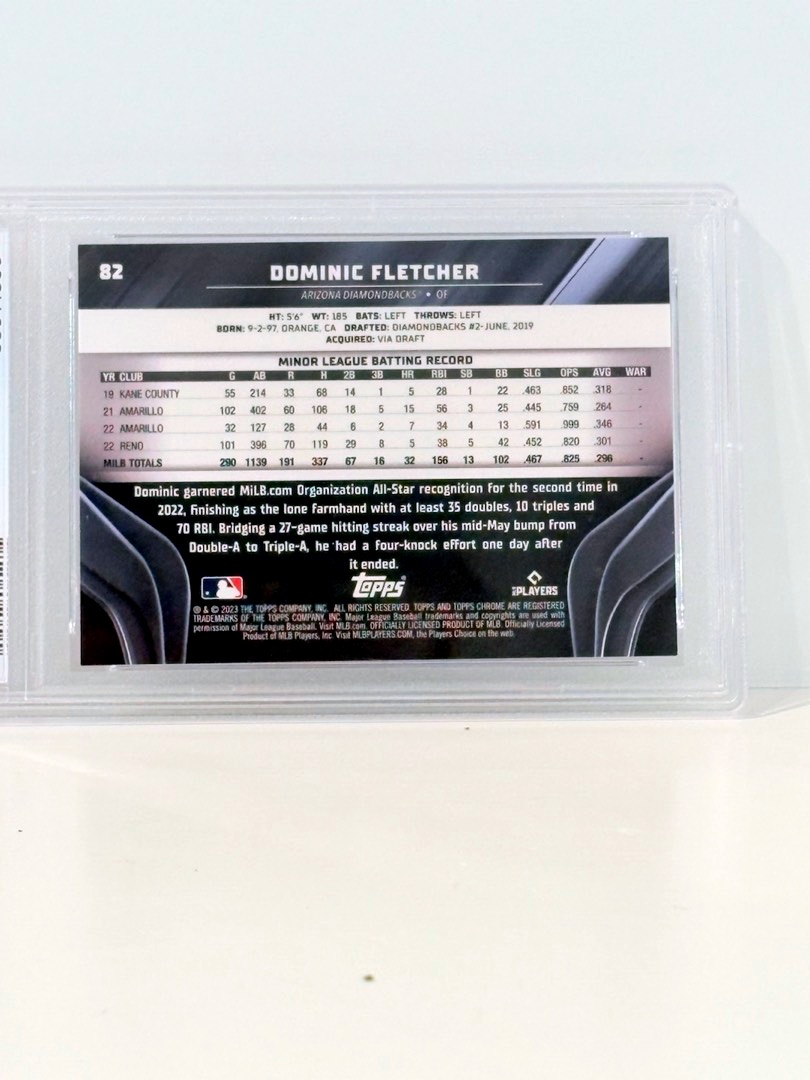 82
DOMINIC FLETCHER
ARIZONA DIAMONDBACKS • OF
HT: 5'6" WT: 185 BATS: LEFT THROWS: LEFT
BORN: 9-2-97, ORANGE, CA DRAFTED: DIAMONDBACKS #2-JUNE, 2019
ACQUIRED: VIA DRAFT
MINOR LEAGUE BATTING RECORD
YR CLUB G AB R H 2B 3B HR RBI SB BB SLG OPS AVG WAR
19 KANE COUNTY 55 214 33 68 14 1 5 28 1 22 .463 .852 .318 -
21 AMARILLO 102 402 60 106 18 5 15 56 3 25 .445 .759 .264 -
22 AMARILLO 32 127 28 44 6 2 7 34 4 13 .591 .999 .346 -
22 RENO 101 396 70 119 29 8 5 38 5 42 .452 .820 .301 -
MILB TOTALS 290 1139 191 337 67 16 32 156 13 102 .467 .825 .296 -
Dominic garnered MiLB.com Organization All-Star recognition for the second time in
2022, finishing as the lone farmhand with at least 35 doubles, 10 triples and
70 RBI. Bridging a 27-game hitting streak over his mid-May bump from
Double-A to Triple-A, he had a four-knock effort one day after
it ended.
topps
PLAYERS
® & © 2023 THE TOPPS COMPANY, INC. ALL RIGHTS RESERVED. TOPPS AND TOPPS CHROME ARE REGISTERED
TRADEMARKS OF THE TOPPS COMPANY, INC. Major League Baseball trademarks and copyrights are used with
permission of Major League Baseball. Visit MLB.com. OFFICIALLY LICENSED PRODUCT OF MLB. Officially Licensed
Product of MLB Players, Inc. Visit MLBPLAYERS.COM, the Players Choice on the web.